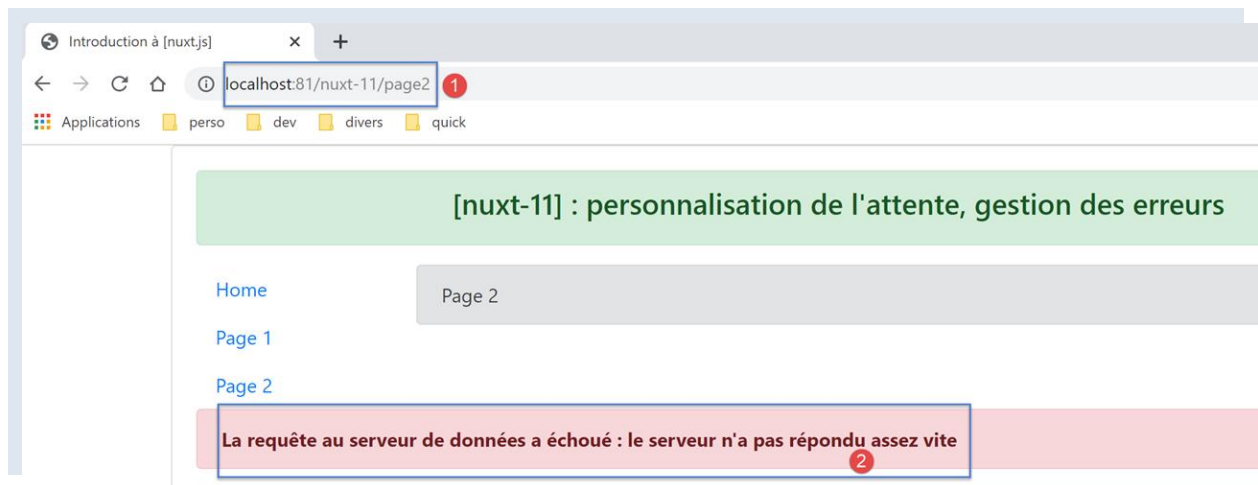 Introduction à [nuxt.js]
localhost:81/nuxt-11/page2 1
Applications perso dev divers quick
[nuxt-11] : personnalisation de l'attente, gestion des erreurs
Home
Page 2
Page 1
Page 2
La requête au serveur de données a échoué : le serveur n'a pas répondu assez vite
2